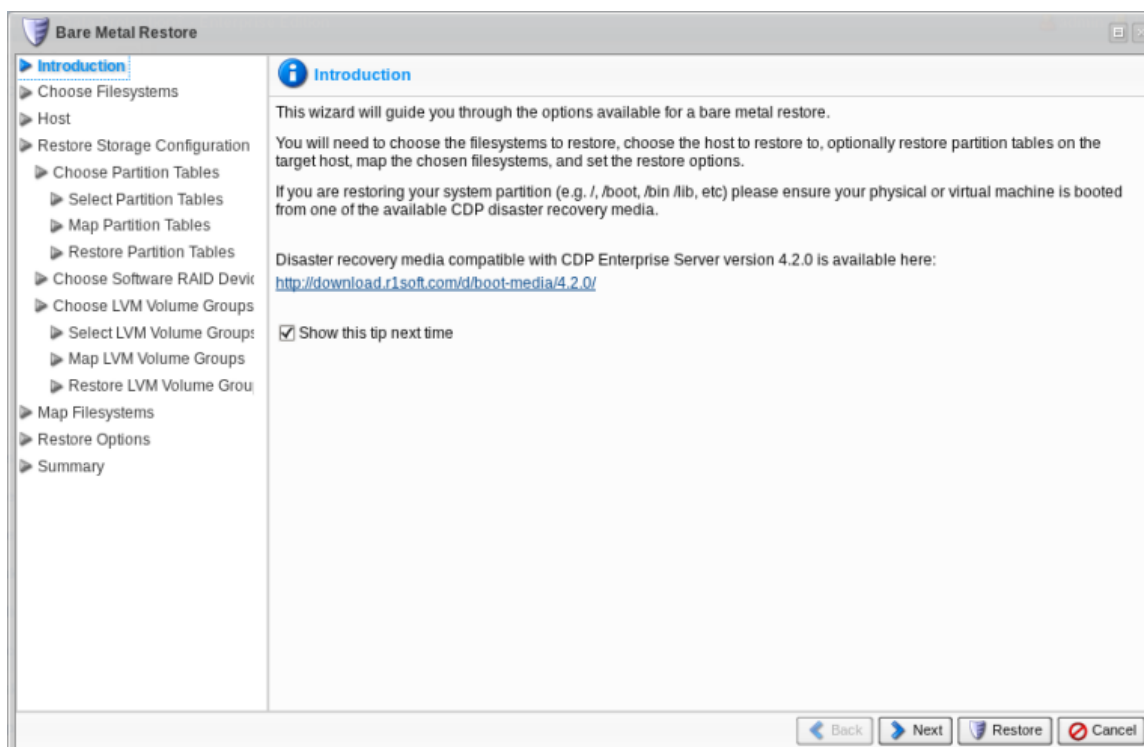 Bare Metal Restore
Introduction
Choose Filesystems
Host
Restore Storage Configuration
Choose Partition Tables
Select Partition Tables
Map Partition Tables
Restore Partition Tables
Choose Software RAID Devic
Choose LVM Volume Groups
Select LVM Volume Groups
Map LVM Volume Groups
Restore LVM Volume Grou
Map Filesystems
Restore Options
Summary
Introduction
This wizard will guide you through the options available for a bare metal restore.
You will need to choose the filesystems to restore, choose the host to restore to, optionally restore partition tables on the
target host, map the chosen filesystems, and set the restore options.
If you are restoring your system partition (e.g. /, /boot, /bin /lib, etc) please ensure your physical or virtual machine is booted
from one of the available CDP disaster recovery media.
Disaster recovery media compatible with CDP Enterprise Server version 4.2.0 is available here:
http://download.r1soft.com/d/boot-media/4.2.0/
Show this tip next time
Back
Next
Restore
Cancel